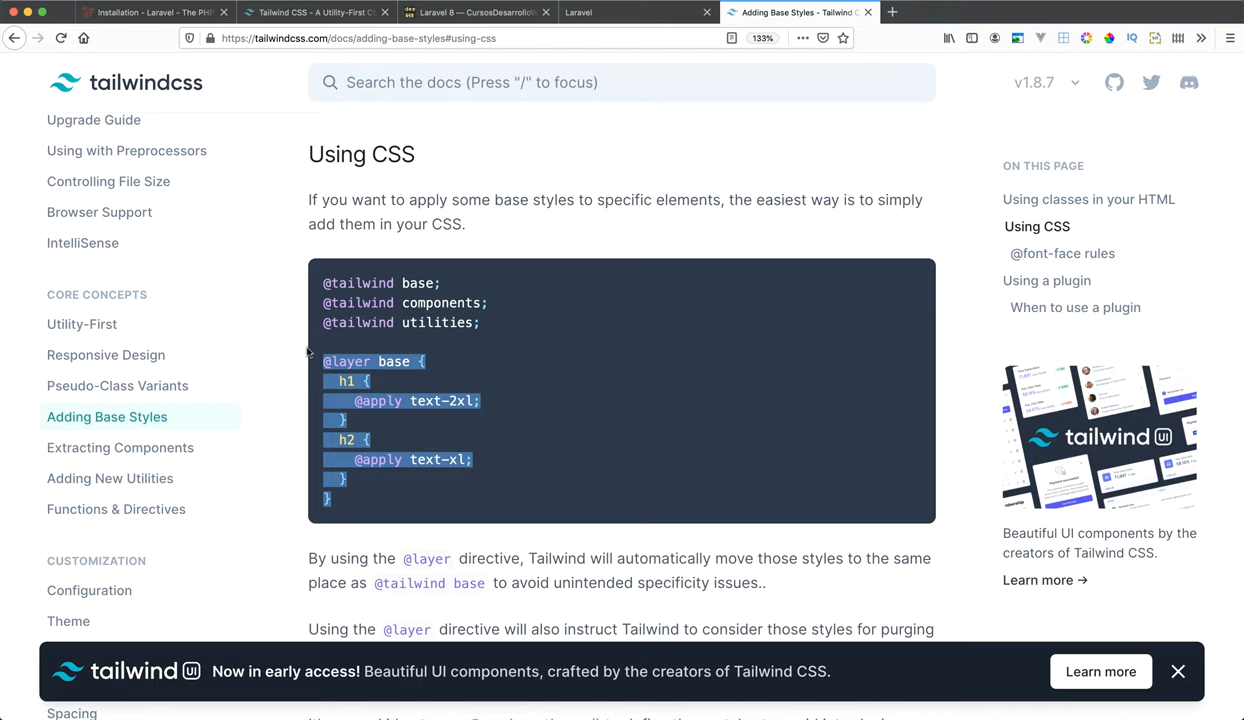 Installation - Laravel - The PHP
Tailwind CSS - A Utility-First CS
Laravel 8 — CursosDesarrolloW
Laravel
Adding Base Styles - Tailwind C
https://tailwindcss.com/docs/adding-base-styles#using-css
133%
tailwindcss
Search the docs (Press "/" to focus)
v1.8.7
Upgrade Guide
Using with Preprocessors
Controlling File Size
Browser Support
IntelliSense
CORE CONCEPTS
Utility-First
Responsive Design
Pseudo-Class Variants
Adding Base Styles
Extracting Components
Adding New Utilities
Functions & Directives
CUSTOMIZATION
Configuration
Theme
Spacing
Using CSS
If you want to apply some base styles to specific elements, the easiest way is to simply
add them in your CSS.
@tailwind base;
@tailwind components;
@tailwind utilities;
@layer base {
h1 {
@apply text-2xl;
}
h2 {
@apply text-xl;
}
}
By using the @layer directive, Tailwind will automatically move those styles to the same
place as @tailwind base to avoid unintended specificity issues..
Using the @layer directive will also instruct Tailwind to consider those styles for purging
ON THIS PAGE
Using classes in your HTML
Using CSS
@font-face rules
Using a plugin
When to use a plugin
tailwind UI
Beautiful UI components by the
creators of Tailwind CSS.
Learn more →
tailwind UI Now in early access! Beautiful UI components, crafted by the creators of Tailwind CSS.
Learn more